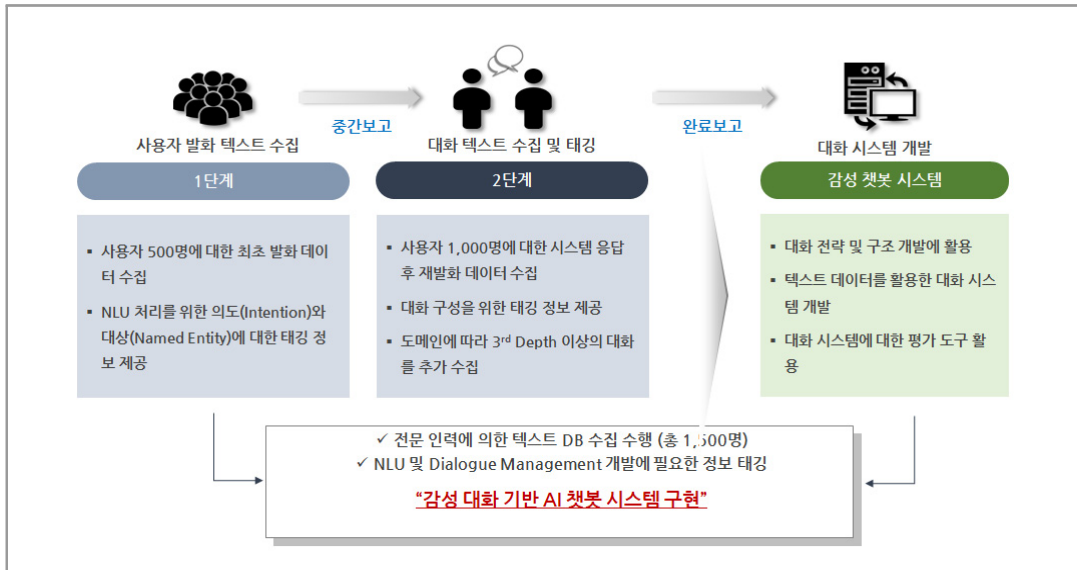 중간보고
완료보고
사용자 발화 텍스트 수집
대화 텍스트 수집 및 태깅
대화 시스템 개발
1단계
2단계
감성 챗봇 시스템
▪ 사용자 500명에 대한 최초 발화 데이
터 수집
▪ NLU 처리를 위한 의도(Intention)와
대상(Named Entity)에 대한 태깅 정
보 제공
▪ 사용자 1,000명에 대한 시스템 응답
후 재발화 데이터 수집
▪ 대화 구성을 위한 태깅 정보 제공
▪ 도메인에 따라 3rd Depth 이상의 대화
를 추가 수집
▪ 대화 전략 및 구조 개발에 활용
▪ 텍스트 데이터를 활용한 대화 시스
템 개발
▪ 대화 시스템에 대한 평가 도구 활
용
✓ 전문 인력에 의한 텍스트 DB 수집 수행 (총 1,500명)
✓ NLU 및 Dialogue Management 개발에 필요한 정보 태깅
“감성 대화 기반 AI 챗봇 시스템 구현”